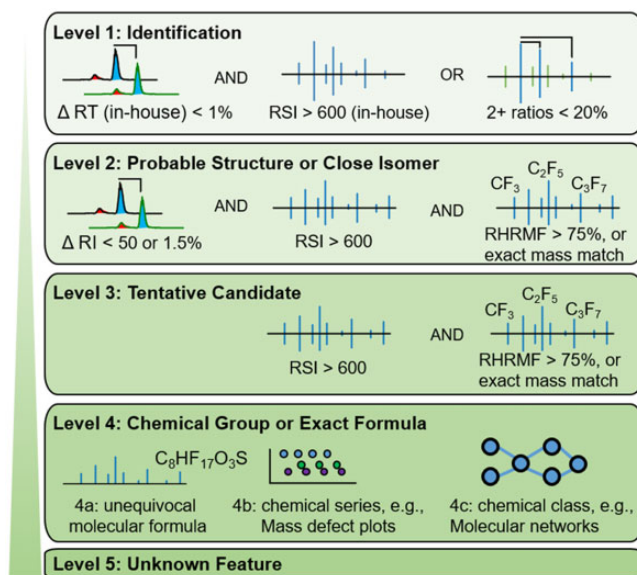 Level 1: Identification
AND
OR
Δ RT (in-house) < 1%
RSI > 600 (in-house)
2+ ratios < 20%
Level 2: Probable Structure or Close Isomer
AND
AND
CF₃
C₂F₅
C₃F₇
Δ RI < 50 or 1.5%
RSI > 600
RHRMF > 75%, or
exact mass match
Level 3: Tentative Candidate
AND
CF₃
C₂F₅
C₃F₇
RSI > 600
RHRMF > 75%, or
exact mass match
Level 4: Chemical Group or Exact Formula
C₈HF₁₇O₃S
4a: unequivocal
molecular formula
4b: chemical series, e.g.,
Mass defect plots
4c: chemical class, e.g.,
Molecular networks
Level 5: Unknown Feature